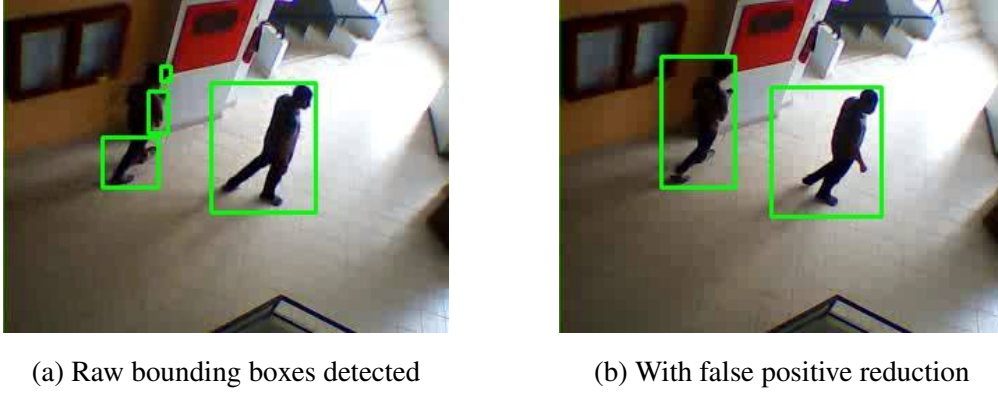 (a) Raw bounding boxes detected
(b) With false positive reduction